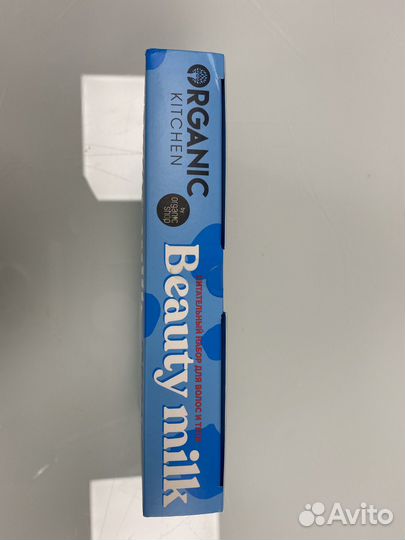 ORGANIC
KITCHEN
by
organic
shop
Beauty milk
ПИТАТЕЛЬНЫЙ НАБОР ДЛЯ ВОЛОС И ТЕЛА
Avito